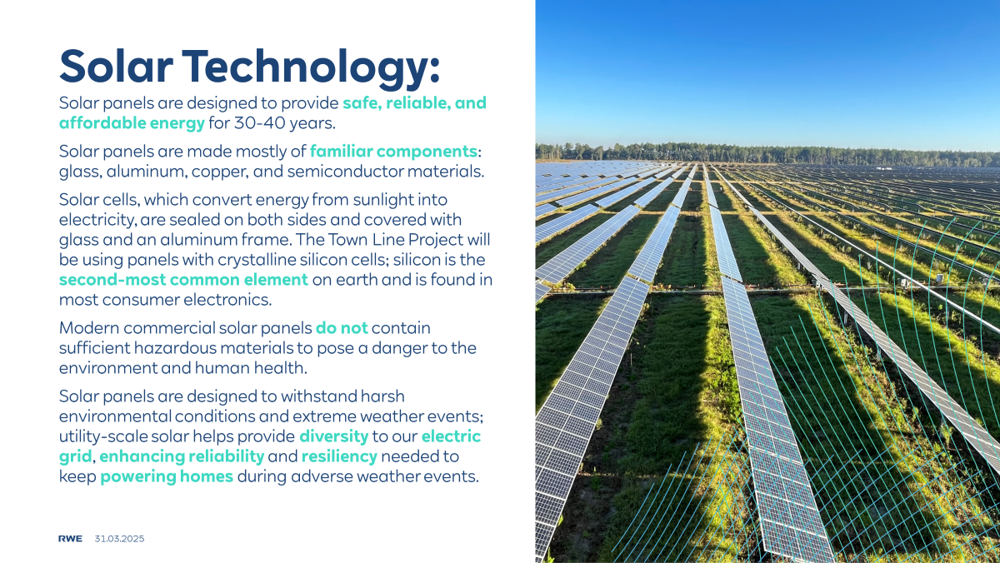 Solar Technology:
Solar panels are designed to provide safe, reliable, and
affordable energy for 30-40 years.
Solar panels are made mostly of familiar components:
glass, aluminum, copper, and semiconductor materials.
Solar cells, which convert energy from sunlight into
electricity, are sealed on both sides and covered with
glass and an aluminum frame. The Town Line Project will
be using panels with crystalline silicon cells; silicon is the
second-most common element on earth and is found in
most consumer electronics.
Modern commercial solar panels do not contain
sufficient hazardous materials to pose a danger to the
environment and human health.
Solar panels are designed to withstand harsh
environmental conditions and extreme weather events;
utility-scale solar helps provide diversity to our electric
grid, enhancing reliability and resiliency needed to
keep powering homes during adverse weather events.
RWE 31.03.2025